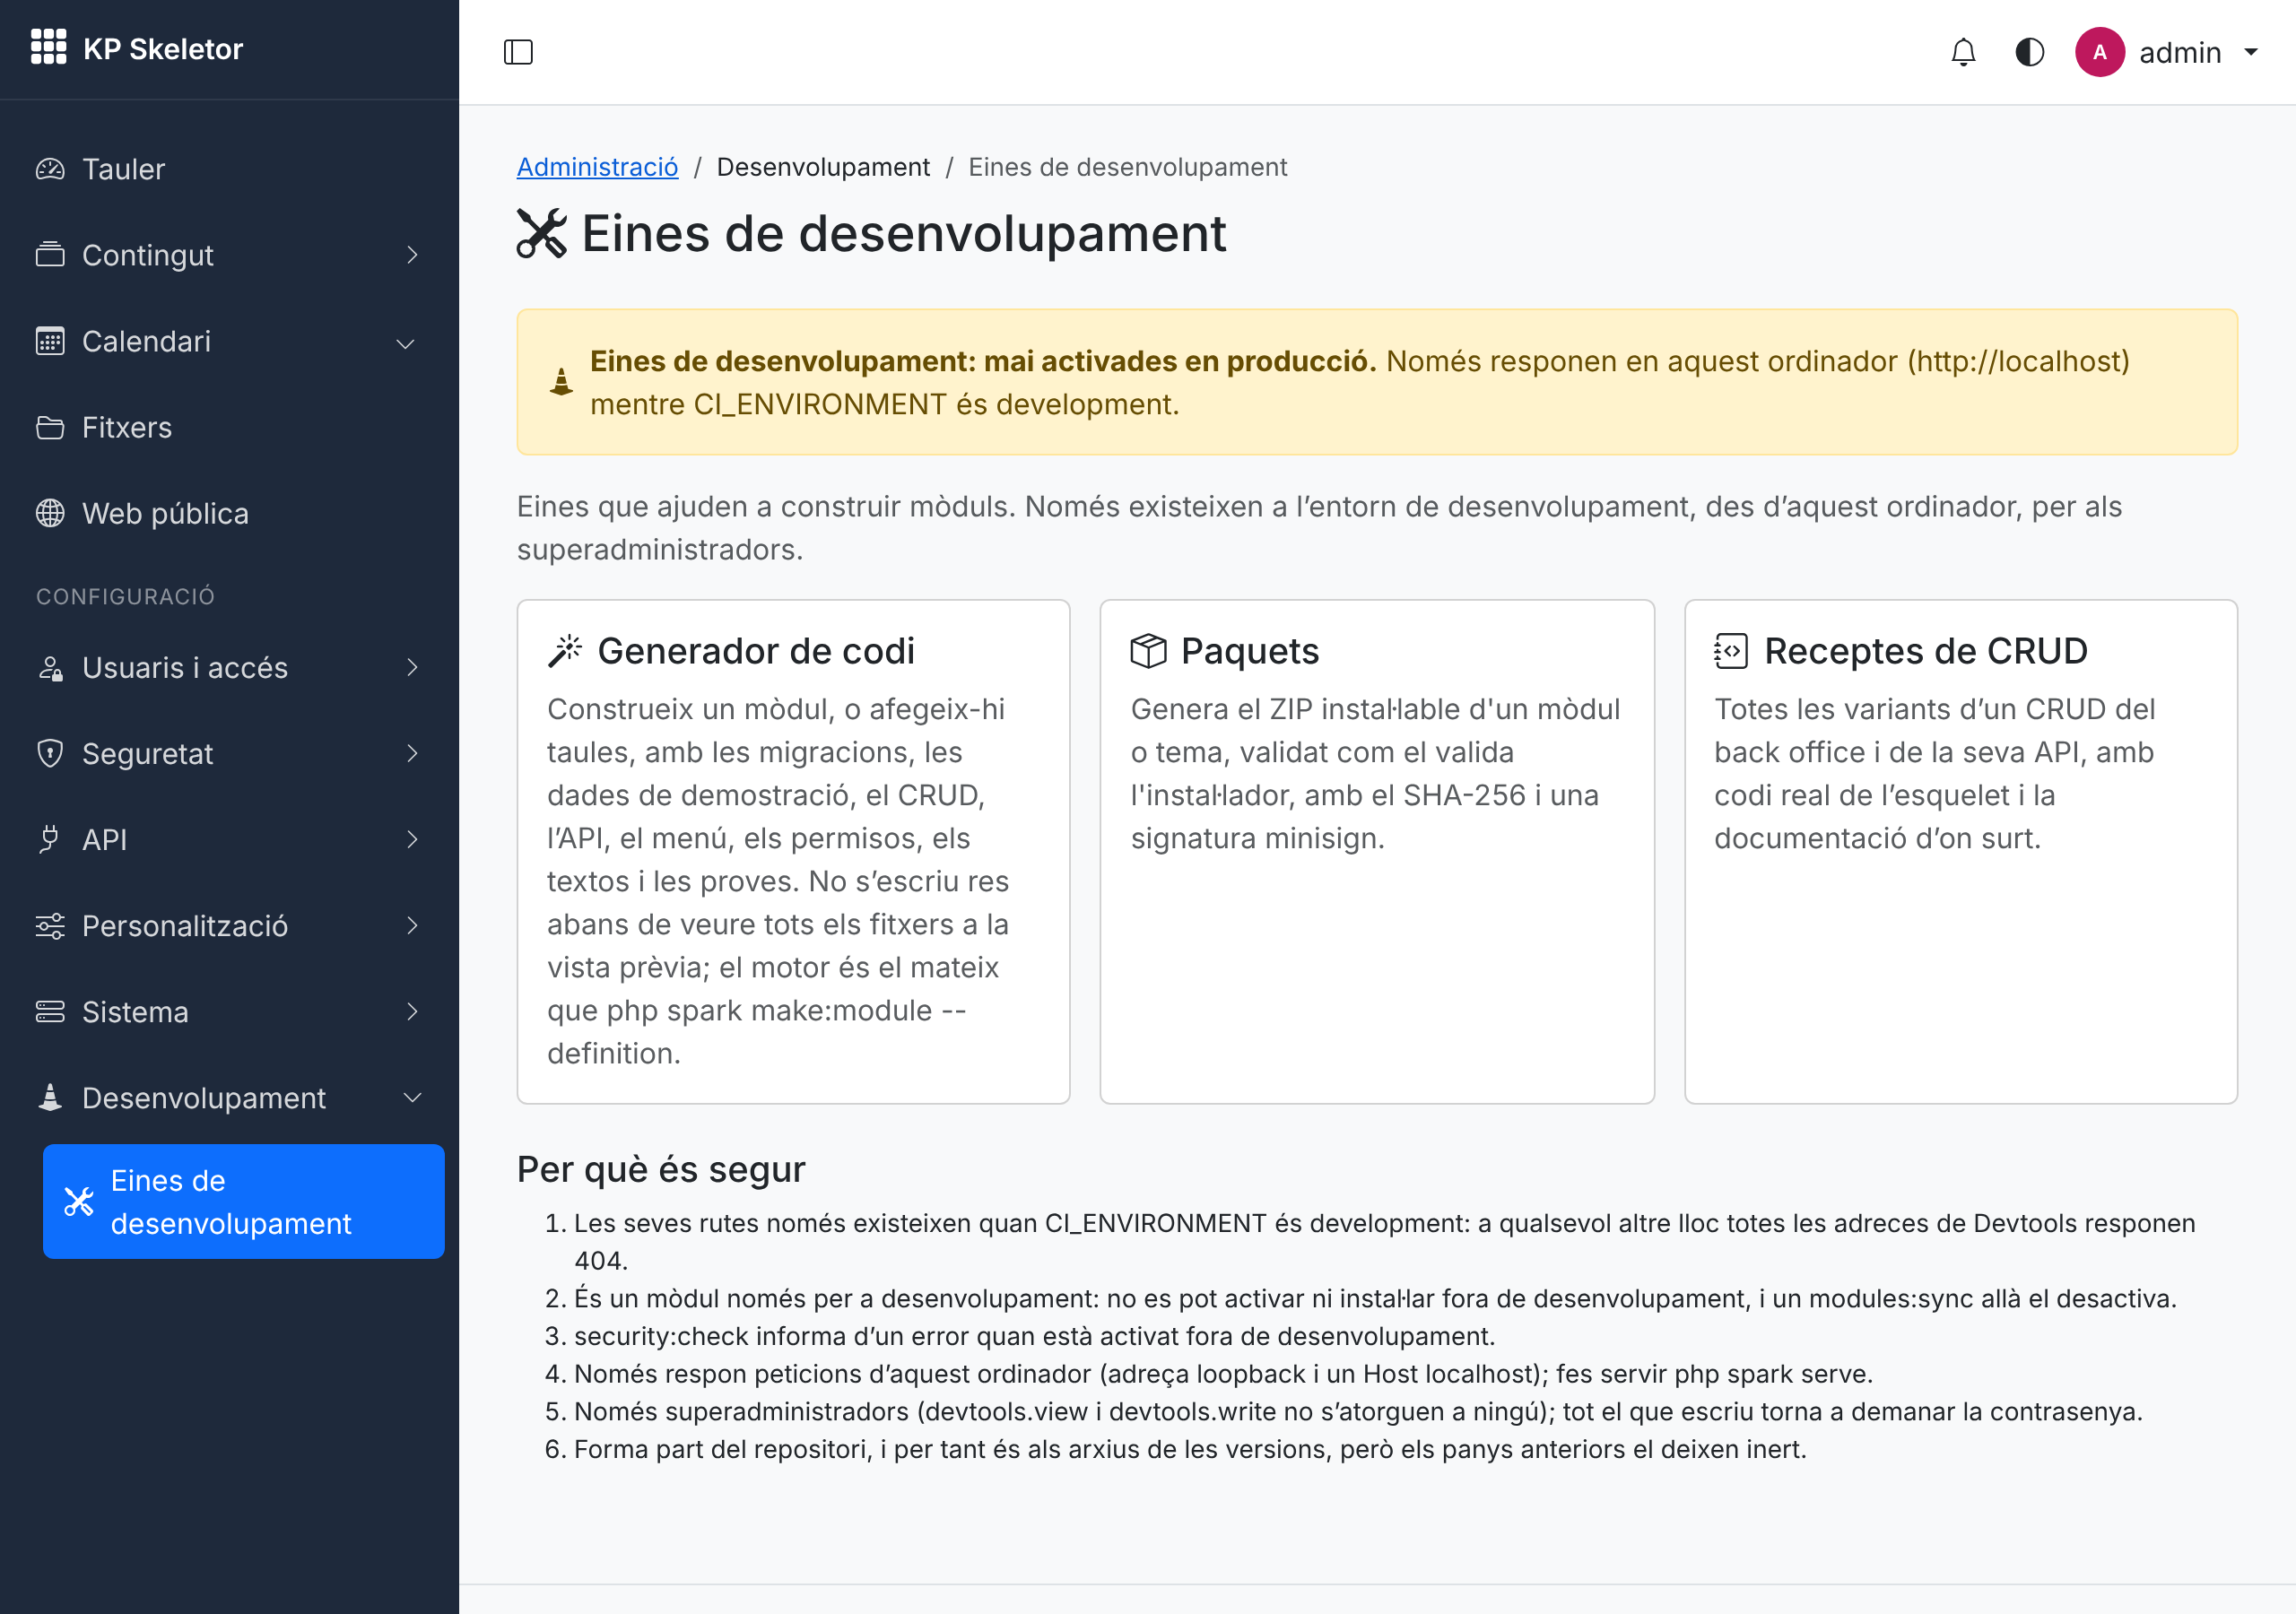 KP Skeletor
A admin
Tauler
Contingut
Calendari
Fitxers
Web pública
CONFIGURACIÓ
Usuaris i accés
Seguretat
API
Personalització
Sistema
Desenvolupament
Eines de
desenvolupament
Administració / Desenvolupament / Eines de desenvolupament
Eines de desenvolupament
Eines de desenvolupament: mai activades en producció. Només responen en aquest ordinador (http://localhost)
mentre CI_ENVIRONMENT és development.
Eines que ajuden a construir mòduls. Només existeixen a l’entorn de desenvolupament, des d’aquest ordinador, per als
superadministradors.
Generador de codi
Construeix un mòdul, o afegeix-hi
taules, amb les migracions, les
dades de demostració, el CRUD,
l’API, el menú, els permisos, els
textos i les proves. No s’escriu res
abans de veure tots els fitxers a la
vista prèvia; el motor és el mateix
que php spark make:module --
definition.
Paquets
Genera el ZIP instal·lable d'un mòdul
o tema, validat com el valida
l'instal·lador, amb el SHA-256 i una
signatura minisign.
Receptes de CRUD
Totes les variants d’un CRUD del
back office i de la seva API, amb
codi real de l’esquelet i la
documentació d’on surt.
Per què és segur
1. Les seves rutes només existeixen quan CI_ENVIRONMENT és development: a qualsevol altre lloc totes les adreces de Devtools responen
404.
2. És un mòdul només per a desenvolupament: no es pot activar ni instal·lar fora de desenvolupament, i un modules:sync allà el desactiva.
3. security:check informa d’un error quan està activat fora de desenvolupament.
4. Només respon peticions d’aquest ordinador (adreça loopback i un Host localhost); fes servir php spark serve.
5. Només superadministradors (devtools.view i devtools.write no s’atorguen a ningú); tot el que escriu torna a demanar la contrasenya.
6. Forma part del repositori, i per tant és als arxius de les versions, però els panys anteriors el deixen inert.